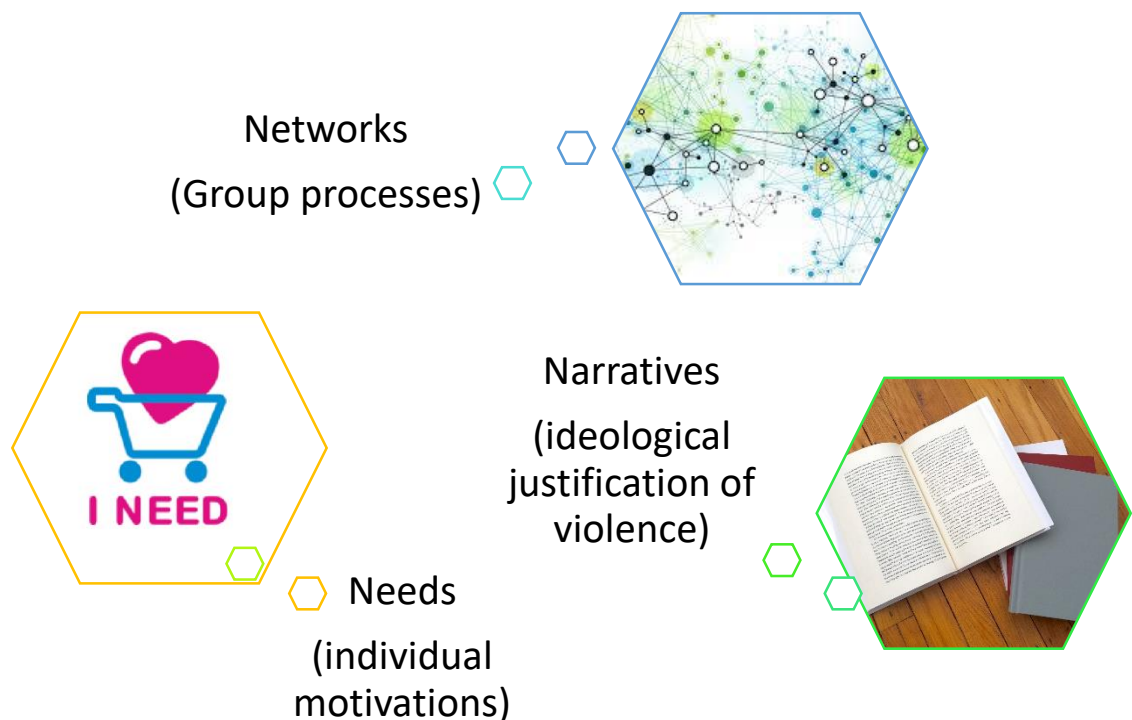 Networks
(Group processes)
I NEED
Narratives
(ideological
justification of
violence)
Needs
(individual
motivations)